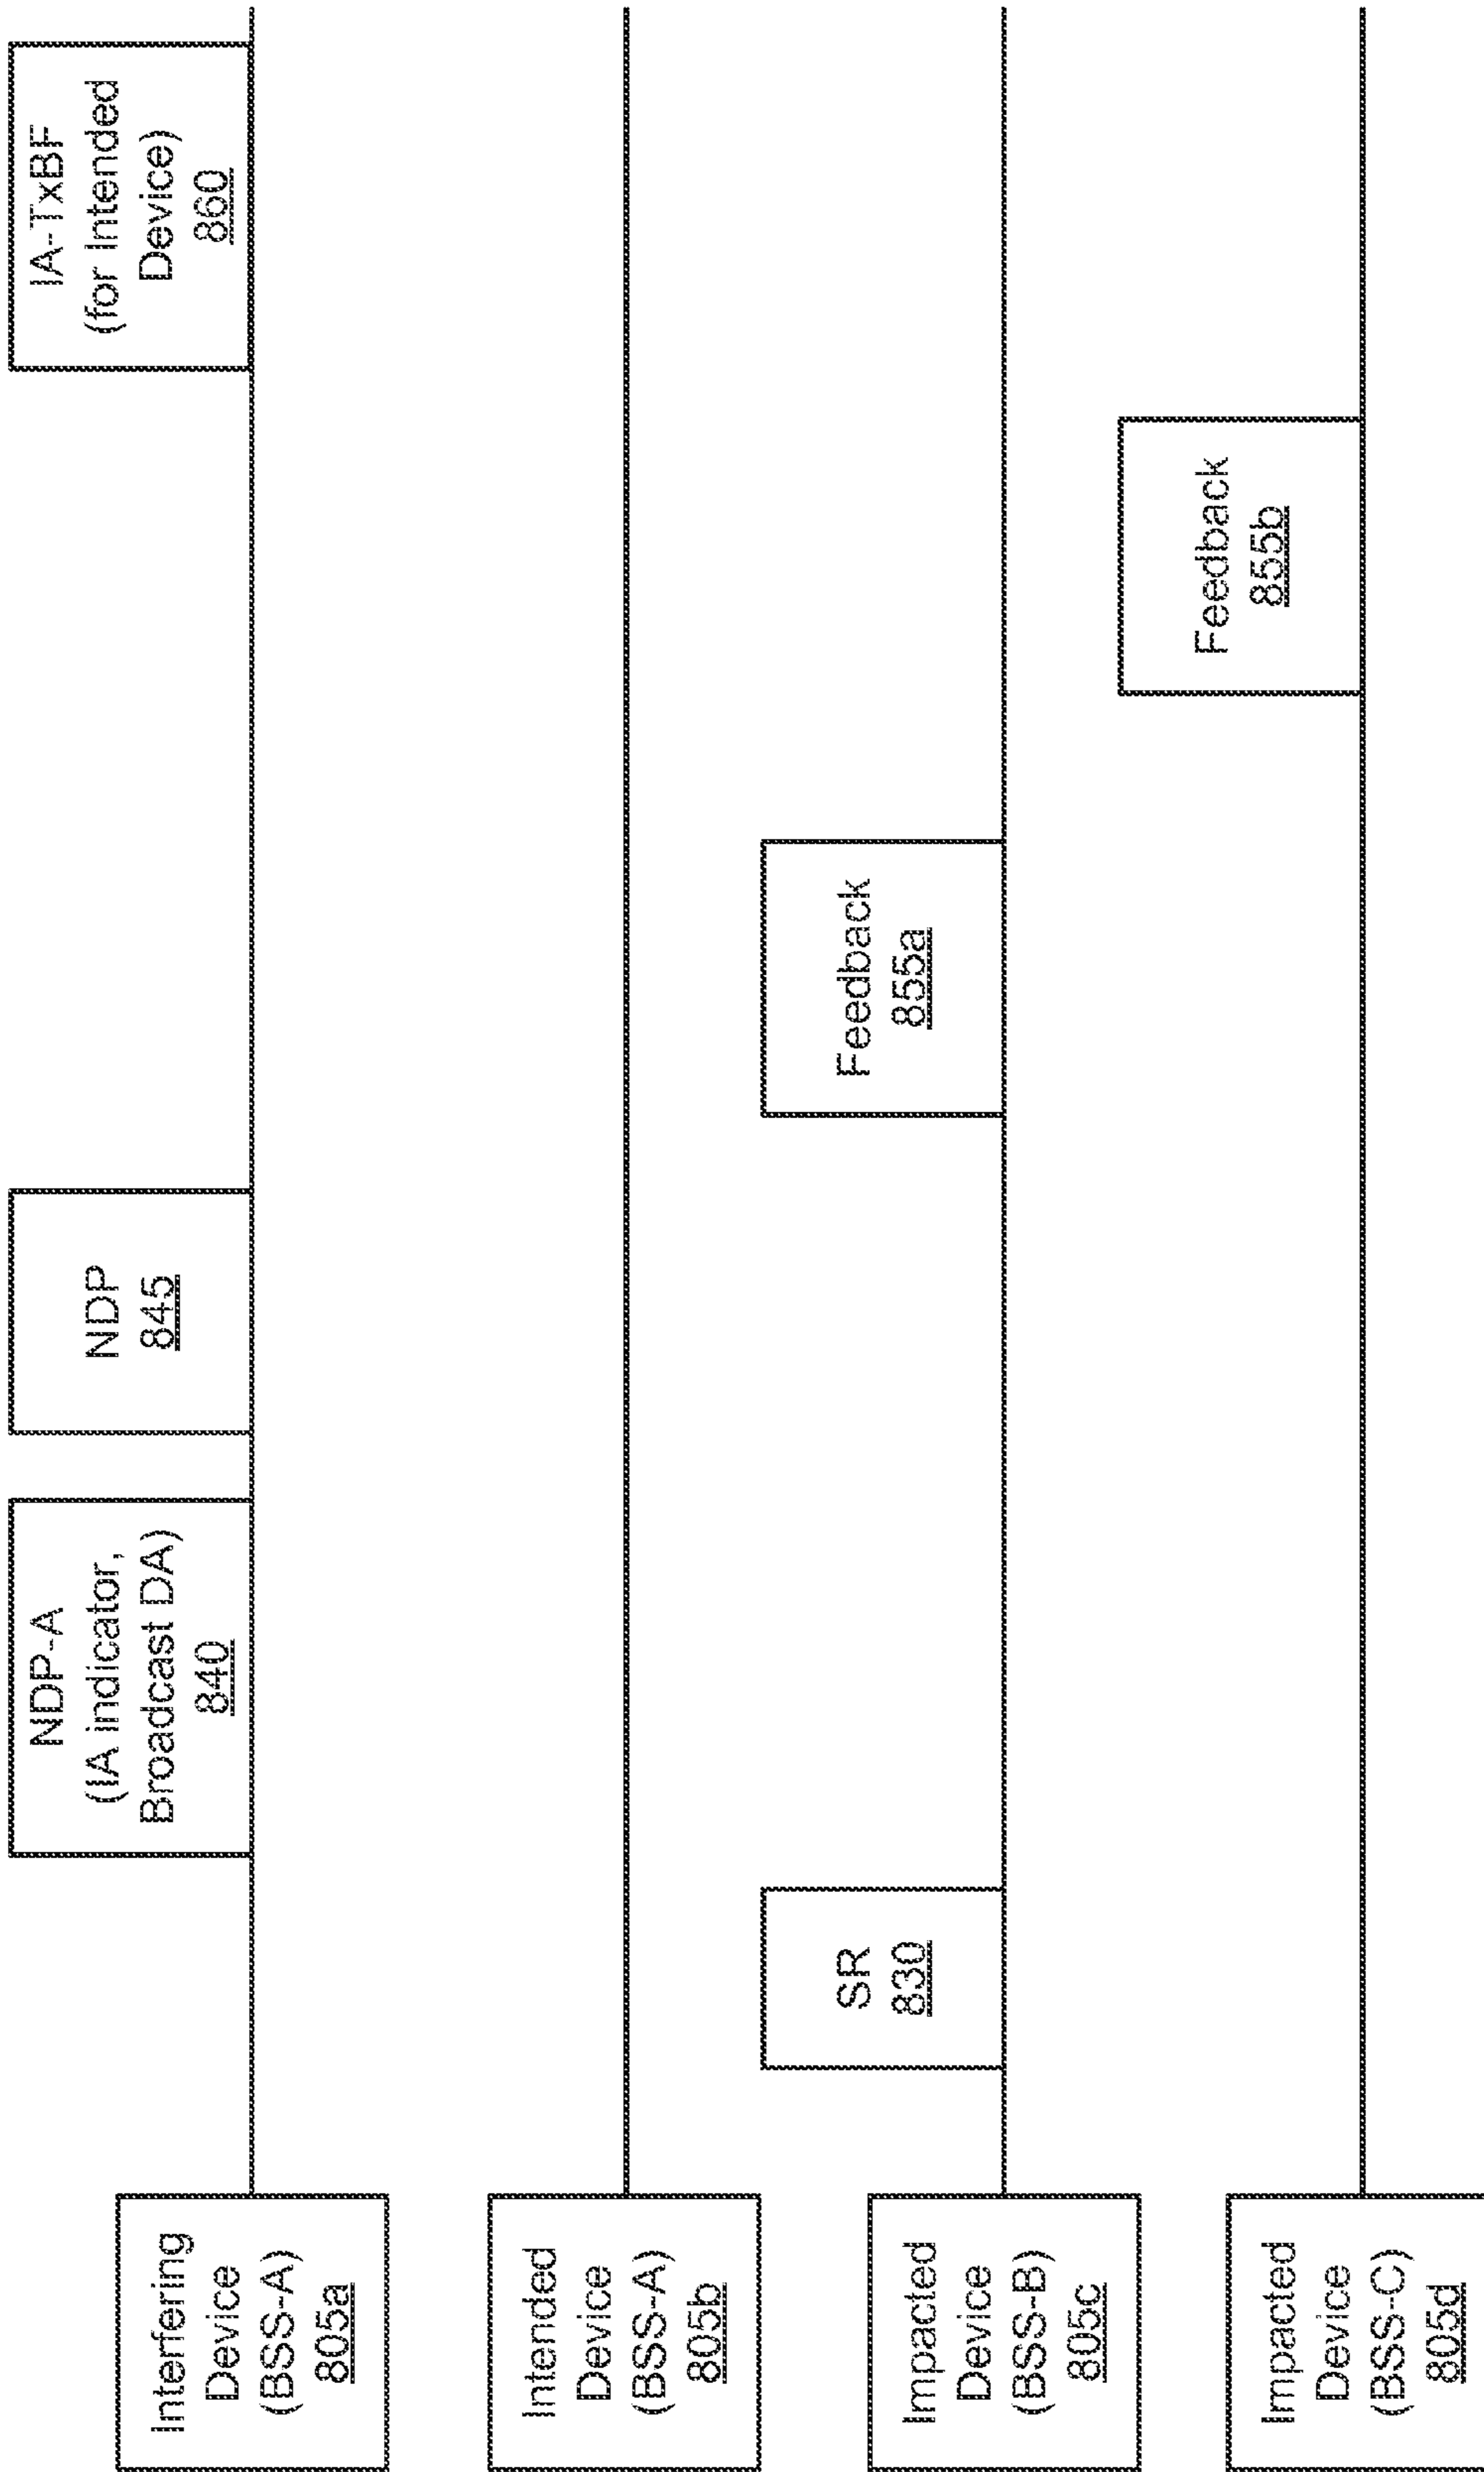 Interfering
Device
(BSS-A)
805a
NDP-A
(IA indicator,
Broadcast DA)
840
NDP
845
IA-TxBF
(for Intended
Device)
860
Intended
Device
(BSS-A)
805b
Impacted
Device
(BSS-B)
805c
SR
830
Feedback
855a
Impacted
Device
(BSS-C)
805d
Feedback
855b